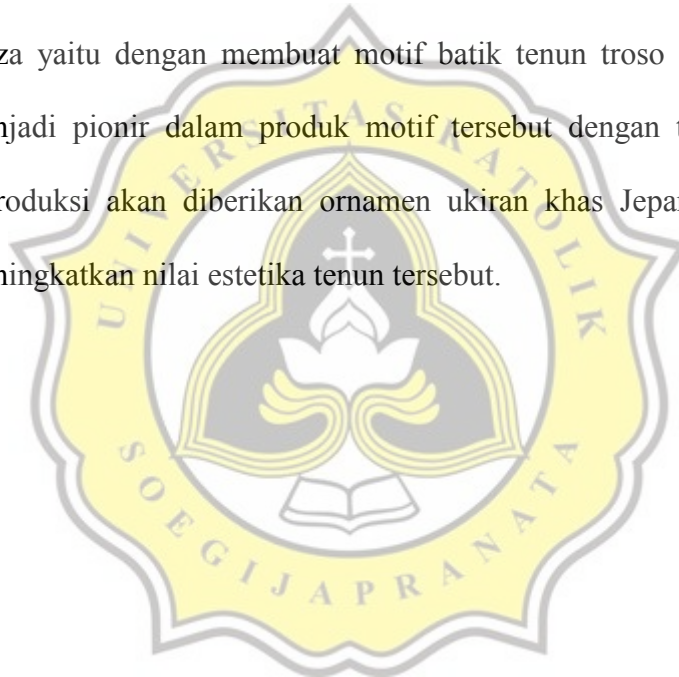 za yaitu dengan membuat motif batik tenun troso
njadi pionir dalam produk motif tersebut dengan t
roduksi akan diberikan ornamen ukiran khas Jepar
ningkatkan nilai estetika tenun tersebut.
UNIVERSITAS KATOLIK
SOEGIJAPRANATA